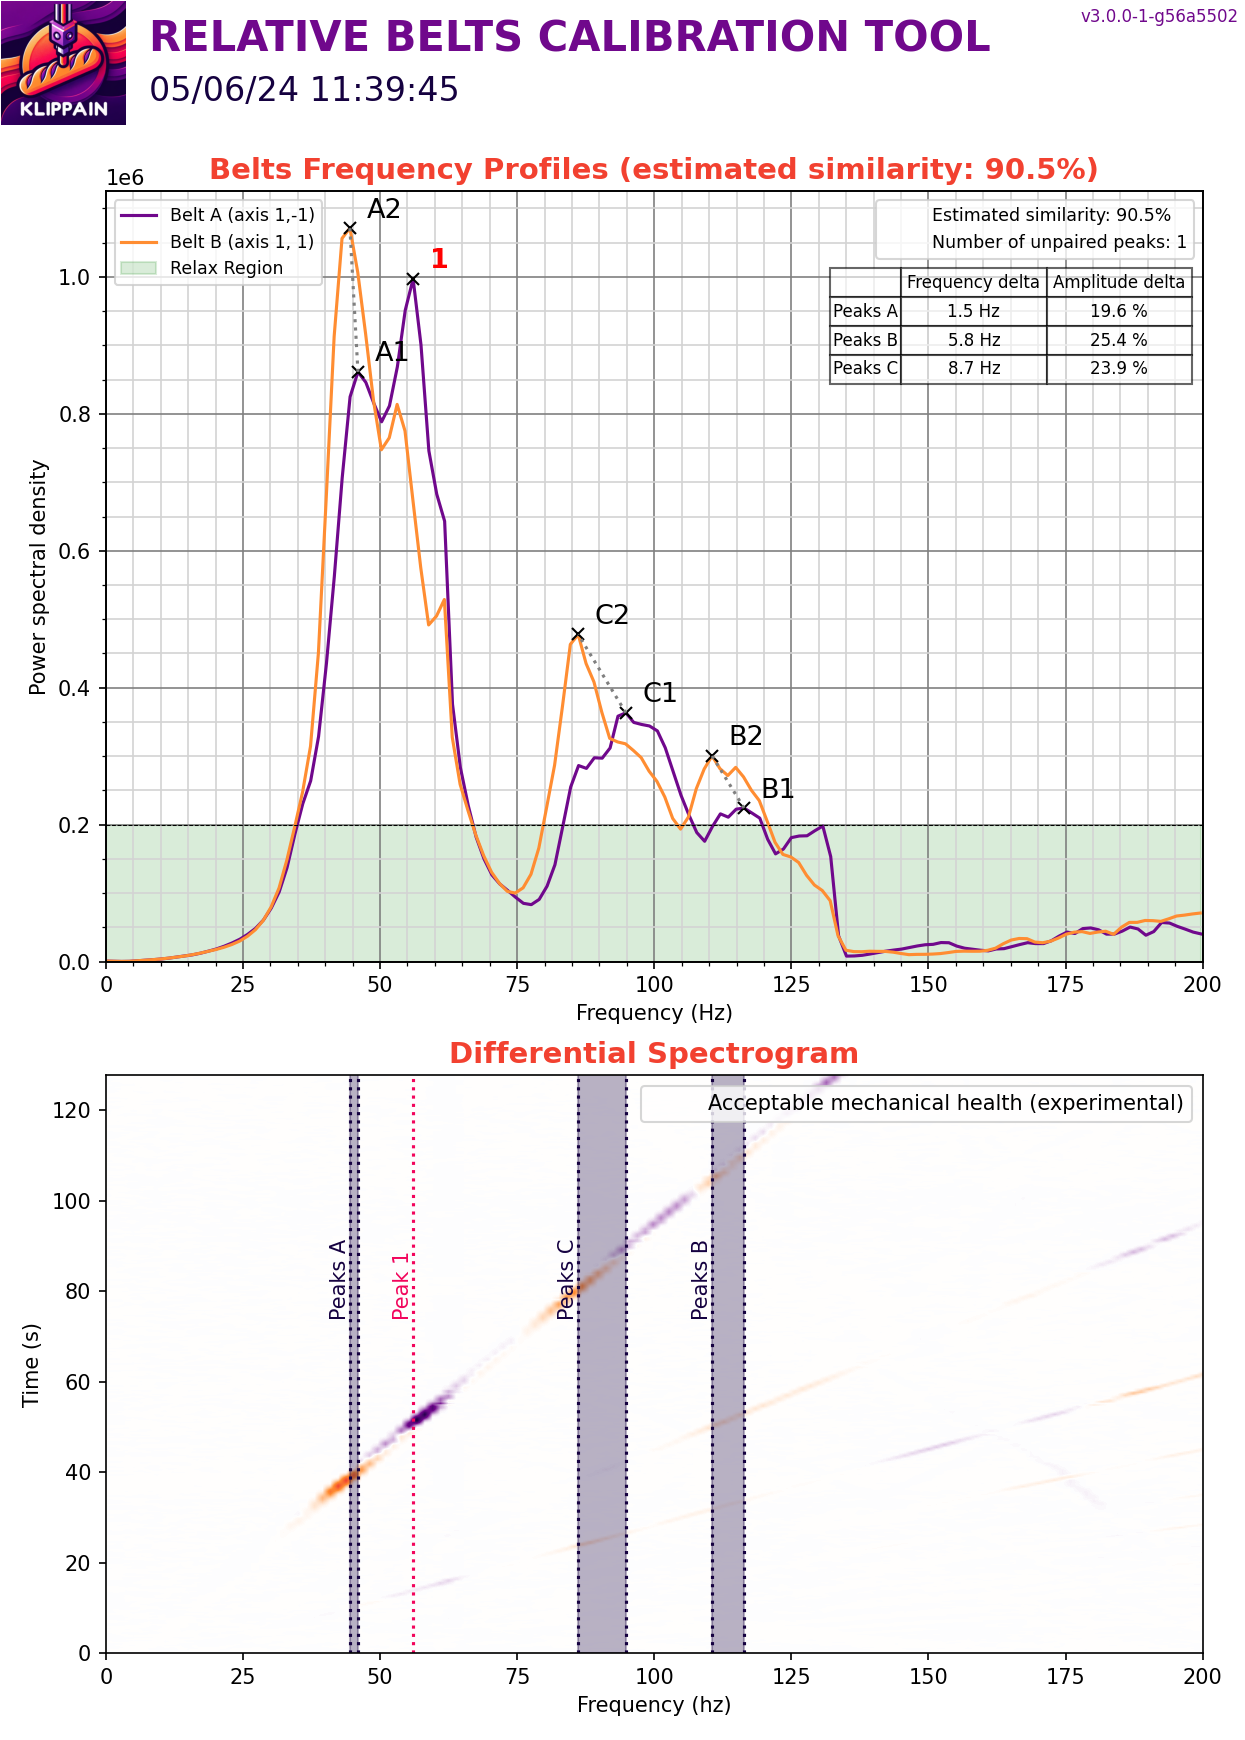 KLIPPAIN
RELATIVE BELTS CALIBRATION TOOL
v3.0.0-1-g56a5502
05/06/24 11:39:45
Belts Frequency Profiles (estimated similarity: 90.5%)
1e6
Belt A (axis 1,-1)
Belt B (axis 1, 1)
Relax Region
Estimated similarity: 90.5%
Number of unpaired peaks: 1
Frequency delta Amplitude delta
Peaks A 1.5 Hz 19.6 %
Peaks B 5.8 Hz 25.4 %
Peaks C 8.7 Hz 23.9 %
A2
1
A1
C2
C1
B2
B1
Power spectral density
1.0
0.8
0.6
0.4
0.2
0.0
0 25 50 75 100 125 150 175 200
Frequency (Hz)
Differential Spectrogram
Acceptable mechanical health (experimental)
Peaks A
Peak 1
Peaks C
Peaks B
Time (s)
120
100
80
60
40
20
0
0 25 50 75 100 125 150 175 200
Frequency (hz)